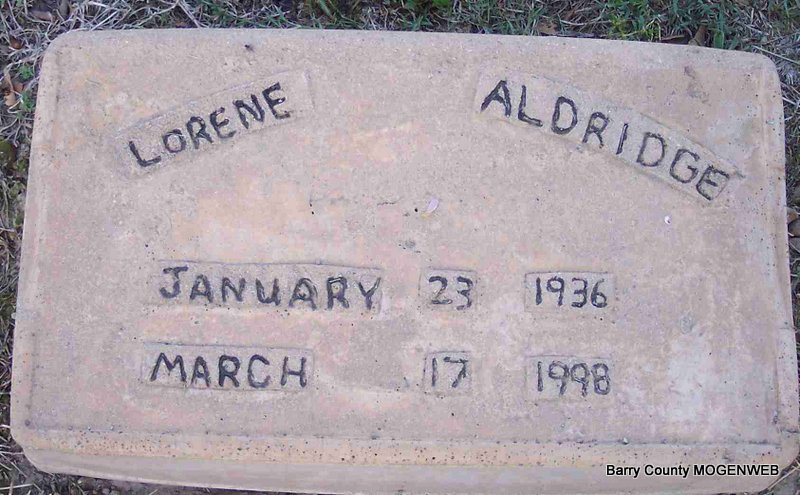 LORENE ALDRIDGE
JANUARY 23 1936
MARCH 17 1998
Barry County MOGENWEB